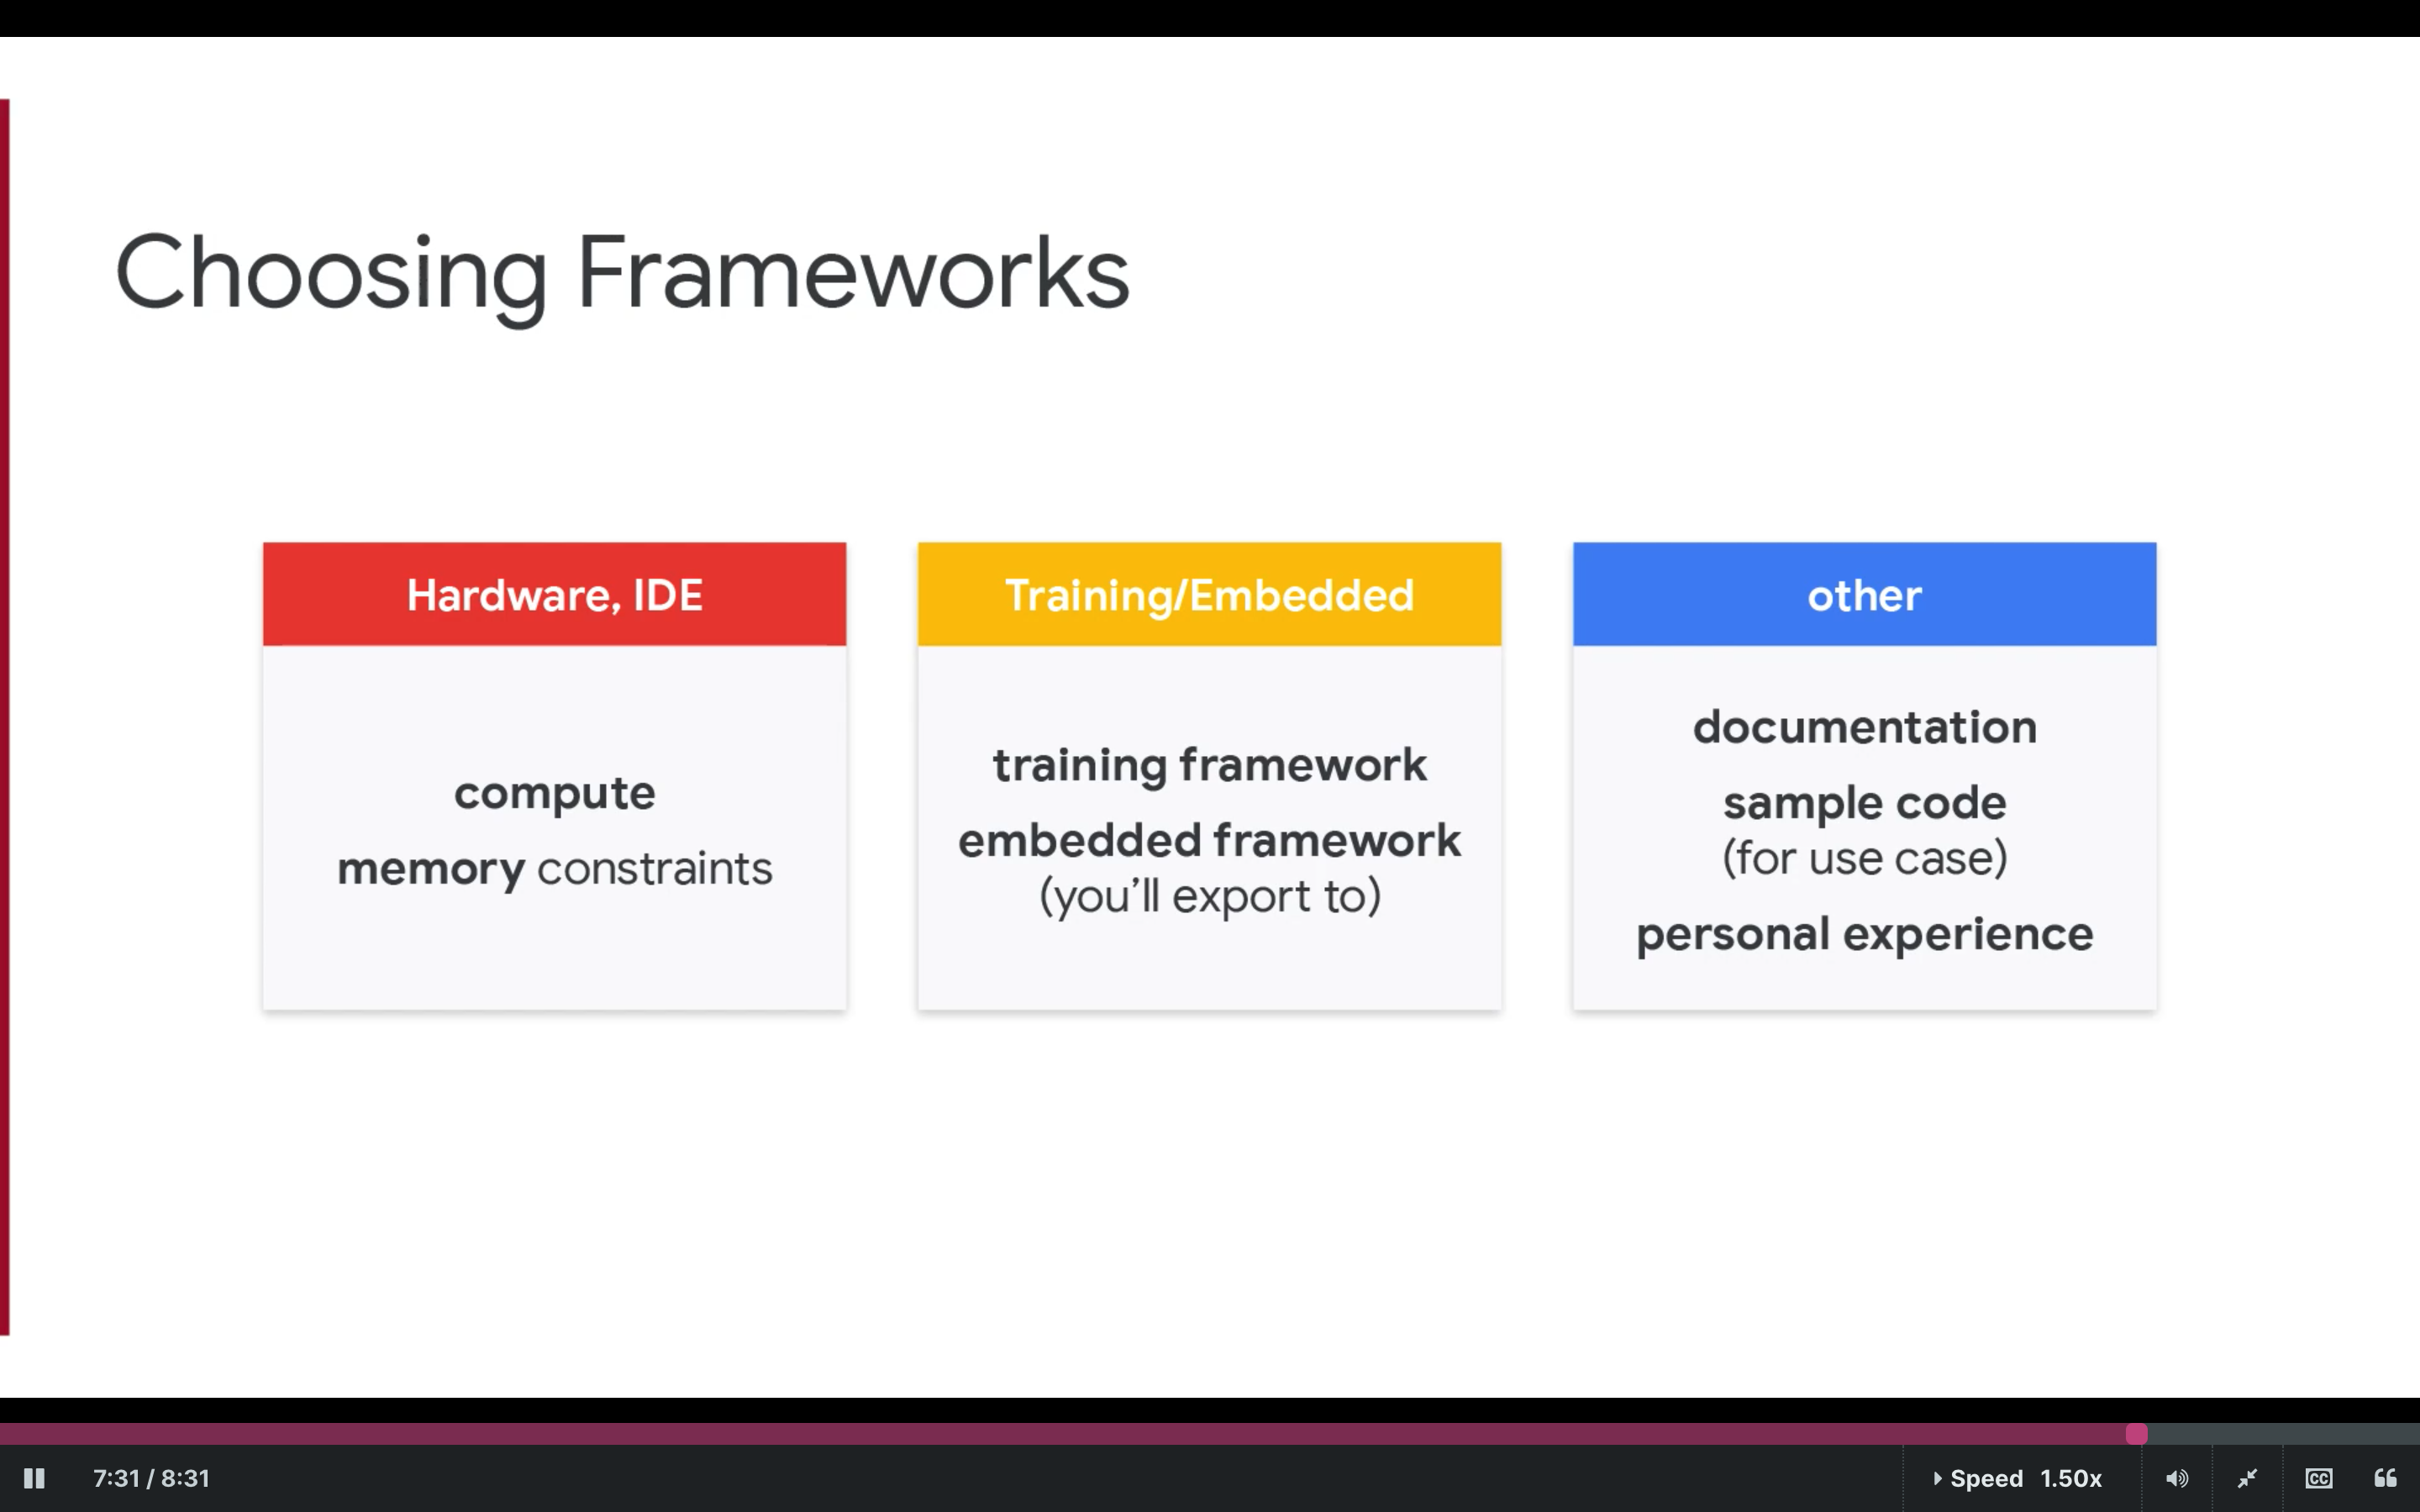 Choosing Frameworks
Hardware, IDE
compute
memory constraints
Training/Embedded
training framework
embedded framework
(you'll export to)
other
documentation
sample code
(for use case)
personal experience
7:31 / 8:31
Speed 1.50x
CC